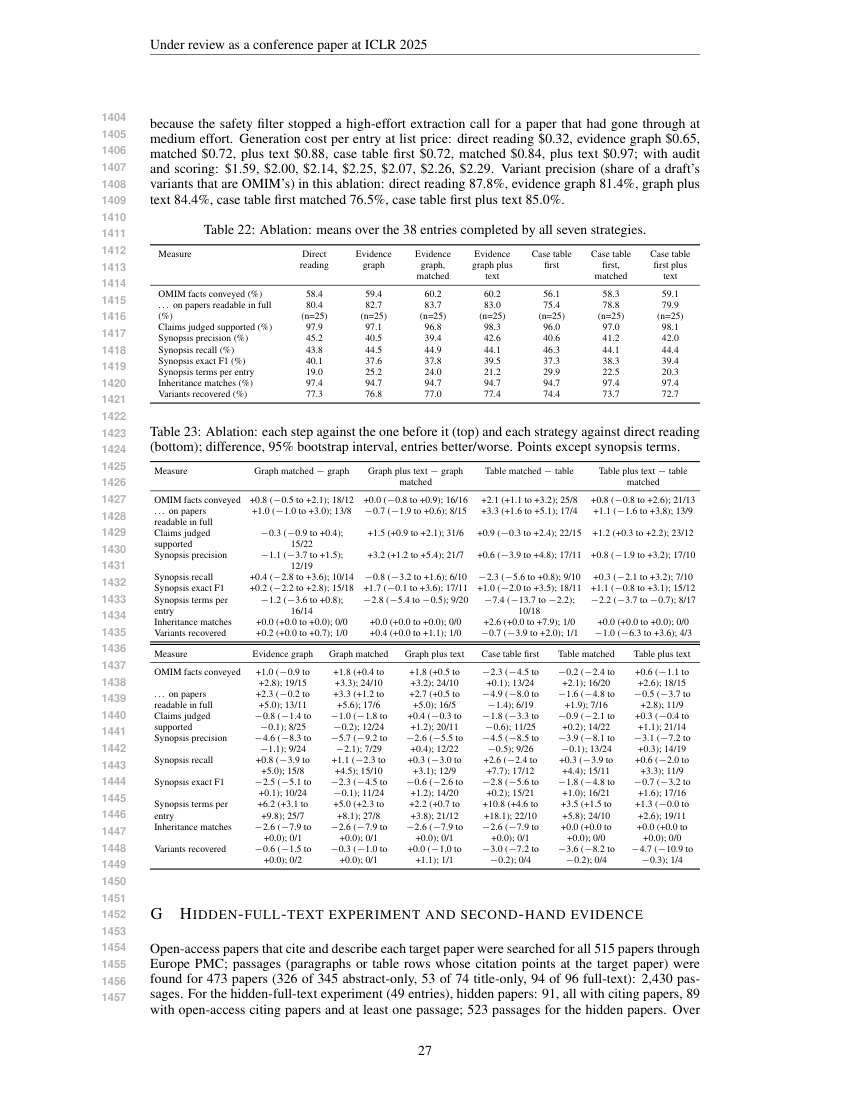 Under review as a conference paper at ICLR 2025
1404 because the safety filter stopped a high-effort extraction call for a paper that had gone through at
1405 medium effort. Generation cost per entry at list price: direct reading $0.32, evidence graph $0.65,
1406 matched $0.72, plus text $0.88, case table first $0.72, matched $0.84, plus text $0.97; with audit
1407 and scoring: $1.59, $2.00, $2.14, $2.25, $2.07, $2.26, $2.29. Variant precision (share of a draft's
1408 variants that are OMIM's) in this ablation: direct reading 87.8%, evidence graph 81.4%, graph plus
1409 text 84.4%, case table first matched 76.5%, case table first plus text 85.0%.
1410
1411 Table 22: Ablation: means over the 38 entries completed by all seven strategies.
1412 Measure Direct reading Evidence graph Evidence graph, matched Evidence graph plus text Case table first Case table first, matched Case table first plus text
1413
1414
1415 OMIM facts conveyed (%) 58.4 59.4 60.2 60.2 56.1 58.3 59.1
… on papers readable in full 80.4 82.7 83.7 83.0 75.4 78.8 79.9
1416 (%) (n=25) (n=25) (n=25) (n=25) (n=25) (n=25) (n=25)
1417 Claims judged supported (%) 97.9 97.1 96.8 98.3 96.0 97.0 98.1
Synopsis precision (%) 45.2 40.5 39.4 42.6 40.6 41.2 42.0
1418 Synopsis recall (%) 43.8 44.5 44.9 44.1 46.3 44.1 44.4
1419 Synopsis exact F1 (%) 40.1 37.6 37.8 39.5 37.3 38.3 39.4
Synopsis terms per entry 19.0 25.2 24.0 21.2 29.9 22.5 20.3
1420 Inheritance matches (%) 97.4 94.7 94.7 94.7 94.7 97.4 97.4
1421 Variants recovered (%) 77.3 76.8 77.0 77.4 74.4 73.7 72.7
1422
1423 Table 23: Ablation: each step against the one before it (top) and each strategy against direct reading
1424 (bottom); difference, 95% bootstrap interval, entries better/worse. Points except synopsis terms.
1425 Measure Graph matched − graph Graph plus text − graph matched Table matched − table Table plus text − table matched
1426
1427 OMIM facts conveyed +0.8 (−0.5 to +2.1); 18/12 +0.0 (−0.8 to +0.9); 16/16 +2.1 (+1.1 to +3.2); 25/8 +0.8 (−0.8 to +2.6); 21/13
1428 … on papers readable in full +1.0 (−1.0 to +3.0); 13/8 −0.7 (−1.9 to +0.6); 8/15 +3.3 (+1.6 to +5.1); 17/4 +1.1 (−1.6 to +3.8); 13/9
1429 Claims judged supported −0.3 (−0.9 to +0.4); 15/22 +1.5 (+0.9 to +2.1); 31/6 +0.9 (−0.3 to +2.4); 22/15 +1.2 (+0.3 to +2.2); 23/12
1430 Synopsis precision −1.1 (−3.7 to +1.5); 12/19 +3.2 (+1.2 to +5.4); 21/7 +0.6 (−3.9 to +4.8); 17/11 +0.8 (−1.9 to +3.2); 17/10
1431
1432 Synopsis recall +0.4 (−2.8 to +3.6); 10/14 −0.8 (−3.2 to +1.6); 6/10 −2.3 (−5.6 to +0.8); 9/10 +0.3 (−2.1 to +3.2); 7/10
Synopsis exact F1 +0.2 (−2.2 to +2.8); 15/18 +1.7 (−0.1 to +3.6); 17/11 +1.0 (−2.0 to +3.5); 18/11 +1.1 (−0.8 to +3.1); 15/12
1433 Synopsis terms per entry −1.2 (−3.6 to +0.8); 16/14 −2.8 (−5.4 to −0.5); 9/20 −7.4 (−13.7 to −2.2); 10/18 −2.2 (−3.7 to −0.7); 8/17
1434 Inheritance matches +0.0 (+0.0 to +0.0); 0/0 +0.0 (+0.0 to +0.0); 0/0 +2.6 (+0.0 to +7.9); 1/0 +0.0 (+0.0 to +0.0); 0/0
1435 Variants recovered +0.2 (+0.0 to +0.7); 1/0 +0.4 (+0.0 to +1.1); 1/0 −0.7 (−3.9 to +2.0); 1/1 −1.0 (−6.3 to +3.6); 4/3
1436 Measure Evidence graph Graph matched Graph plus text Case table first Table matched Table plus text
1437 OMIM facts conveyed +1.0 (−0.9 to +1.8 (+0.4 to +1.8 (+0.5 to −2.3 (−4.5 to −0.2 (−2.4 to +0.6 (−1.1 to
1438 +2.8); 19/15 +3.3); 24/10 +3.2); 24/10 +0.1); 13/24 +2.1); 16/20 +2.6); 18/15
1439 … on papers +2.3 (−0.2 to +3.3 (+1.2 to +2.7 (+0.5 to −4.9 (−8.0 to −1.6 (−4.8 to −0.5 (−3.7 to
readable in full +5.0); 13/11 +5.6); 17/6 +5.0); 16/5 −1.4); 6/19 +1.9); 7/16 +2.8); 11/9
1440 Claims judged −0.8 (−1.4 to −1.0 (−1.8 to +0.4 (−0.3 to −1.8 (−3.3 to −0.9 (−2.1 to +0.3 (−0.4 to
1441 supported −0.1); 8/25 −0.2); 12/24 +1.2); 20/11 −0.6); 11/25 +0.2); 14/22 +1.1); 21/14
Synopsis precision −4.6 (−8.3 to −5.7 (−9.2 to −2.6 (−5.5 to −4.5 (−8.5 to −3.9 (−8.1 to −3.1 (−7.2 to
1442 −1.1); 9/24 −2.1); 7/29 +0.4); 12/22 −0.5); 9/26 −0.1); 13/24 +0.3); 14/19
1443 Synopsis recall +0.8 (−3.9 to +1.1 (−2.3 to +0.3 (−3.0 to +2.6 (−2.4 to +0.3 (−3.9 to +0.6 (−2.0 to
+5.0); 15/8 +4.5); 15/10 +3.1); 12/9 +7.7); 17/12 +4.4); 15/11 +3.3); 11/9
1444 Synopsis exact F1 −2.5 (−5.1 to −2.3 (−4.5 to −0.6 (−2.6 to −2.8 (−5.6 to −1.8 (−4.8 to −0.7 (−3.2 to
1445 +0.1); 10/24 −0.1); 11/24 +1.2); 14/20 +0.2); 15/21 +1.0); 16/21 +1.6); 17/16
Synopsis terms per +6.2 (+3.1 to +5.0 (+2.3 to +2.2 (+0.7 to +10.8 (+4.6 to +3.5 (+1.5 to +1.3 (−0.0 to
1446 entry +9.8); 25/7 +8.1); 27/8 +3.8); 21/12 +18.1); 22/10 +5.8); 24/10 +2.6); 19/11
1447 Inheritance matches −2.6 (−7.9 to −2.6 (−7.9 to −2.6 (−7.9 to −2.6 (−7.9 to +0.0 (+0.0 to +0.0 (+0.0 to
+0.0); 0/1 +0.0); 0/1 +0.0); 0/1 +0.0); 0/1 +0.0); 0/0 +0.0); 0/0
1448 Variants recovered −0.6 (−1.5 to −0.3 (−1.0 to +0.0 (−1.0 to −3.0 (−7.2 to −3.6 (−8.2 to −4.7 (−10.9 to
1449 +0.0); 0/2 +0.0); 0/1 +1.1); 1/1 −0.2); 0/4 −0.2); 0/4 −0.3); 1/4
1450
1451
1452 G HIDDEN-FULL-TEXT EXPERIMENT AND SECOND-HAND EVIDENCE
1453
1454 Open-access papers that cite and describe each target paper were searched for all 515 papers through
1455 Europe PMC; passages (paragraphs or table rows whose citation points at the target paper) were
1456 found for 473 papers (326 of 345 abstract-only, 53 of 74 title-only, 94 of 96 full-text): 2,430 pas-
1457 sages. For the hidden-full-text experiment (49 entries), hidden papers: 91, all with citing papers, 89
with open-access citing papers and at least one passage; 523 passages for the hidden papers. Over
27